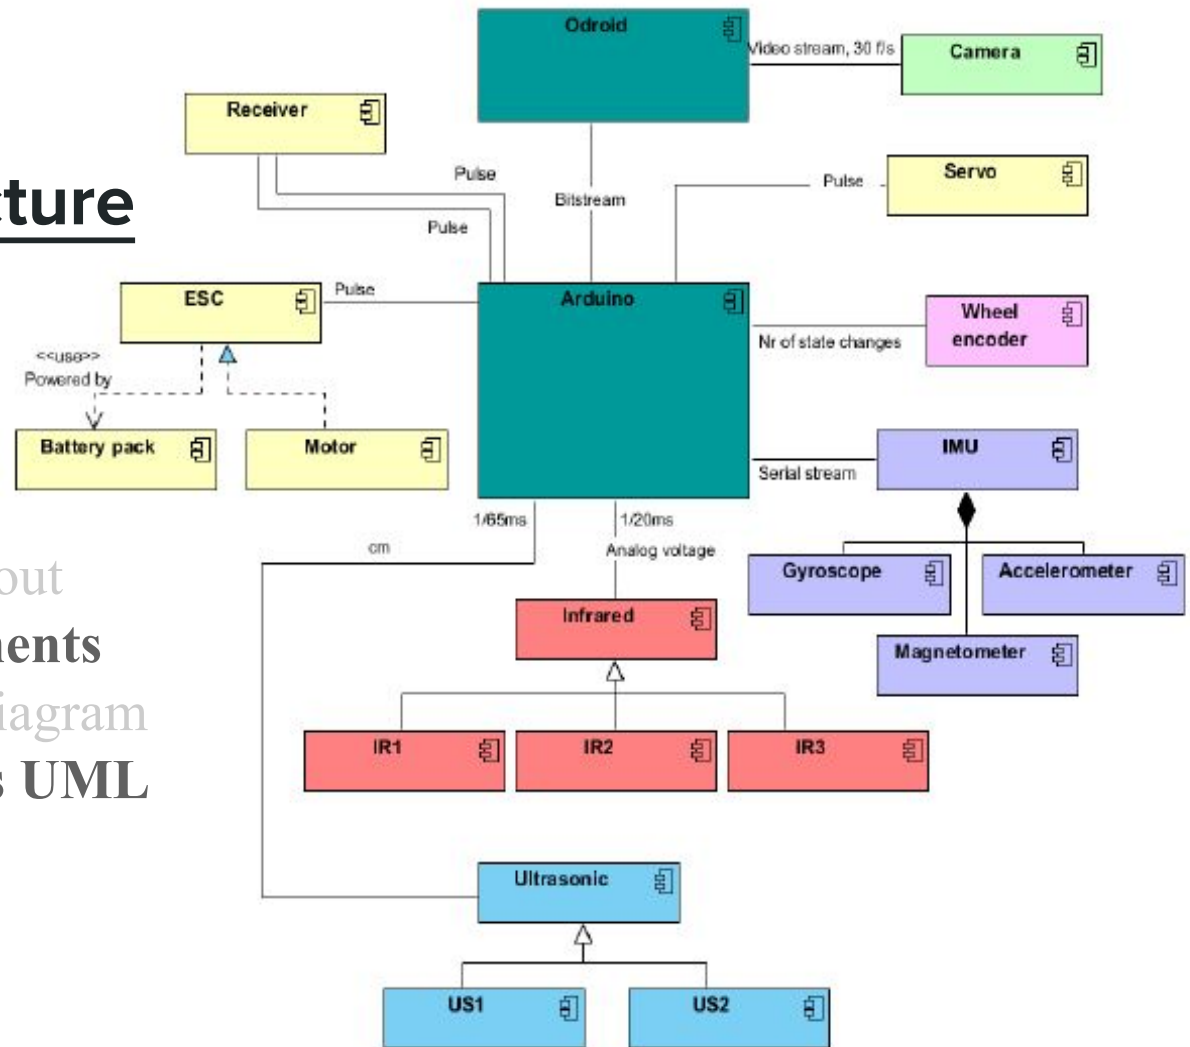 Odroid
Video stream, 30 f/s
Camera
Receiver
Pulse
Pulse
Bitstream
Pulse
Servo
cture
ESC
Pulse
Arduino
Wheel
encoder
Nr of state changes
<<use>>
Powered by
Battery pack
Motor
IMU
Serial stream
1/65ms
1/20ms
cm
Analog voltage
Gyroscope
Accelerometer
out
Infrared
nents
Magnetometer
iagram
IR1
IR2
IR3
s UML
Ultrasonic
US1
US2